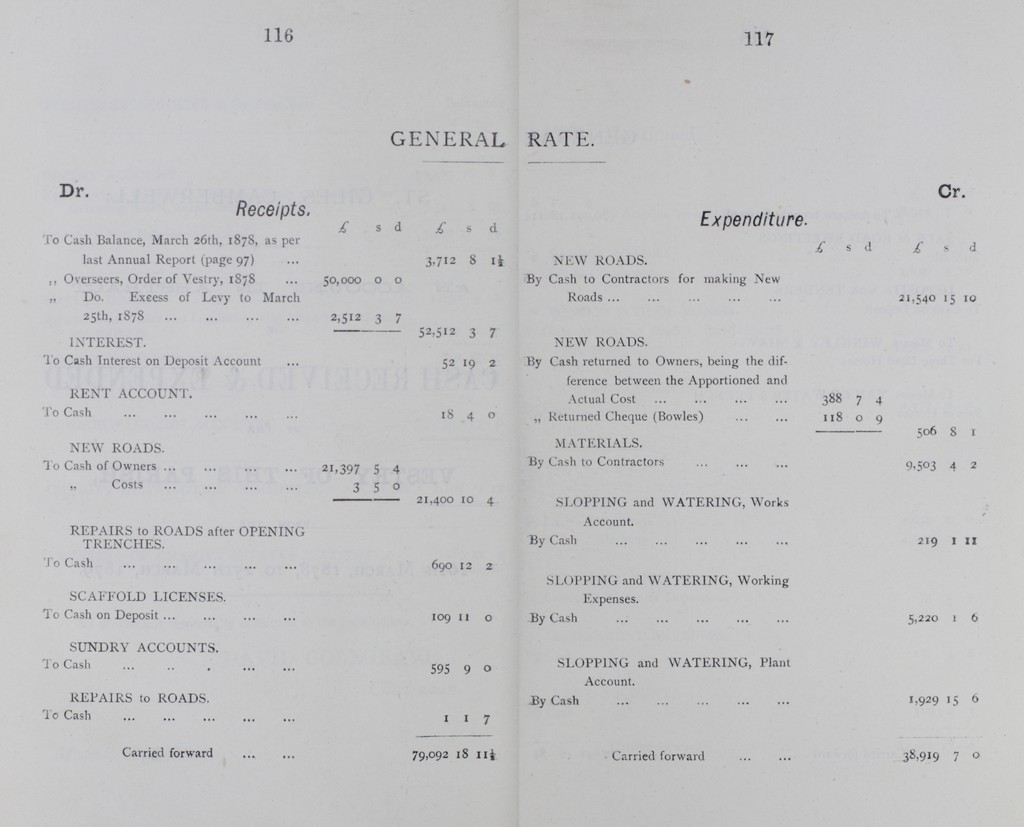 116
GENERAL
Dr.
Receipts.
£ s d £ s d
To Cash Balance, March 26th, 1878, as per
last Annual Report (page 97) ... 3,712 8 1½
,, Overseers, Order of Vestry, 1878 ... 50,000 0 0
„ Do. Excess of Levy to March
25th, 1878 ... ... ... ... 2,512 3 7
52,512 3 7
INTEREST.
To Cash Interest on Deposit Account ... 52 19 2
RENT ACCOUNT.
To Cash ... ... ... ... ... 18 4 0
NEW ROADS.
To Cash of Owners ... ... ... ... 21,397 5 4
„ Costs ... ... ... ... 3 5 0
21,400 10 4
REPAIRS to ROADS after OPENING
TRENCHES.
To Cash ... ... ... ... ... 690 12 2
SCAFFOLD LICENSES.
To Cash on Deposit ... ... ... ... 109 11 0
SUNDRY ACCOUNTS.
To Cash ... .. . ... ... 595 9 0
REPAIRS to ROADS.
To Cash ... ... ... ... ... 1 1 7
Carried forward ... ... 79,092 18 11½
117
RATE.
Cr.
Expenditure.
£ s d £ s d
NEW ROADS.
By Cash to Contractors for making New
Roads ... ... ... ... ... 21,540 15 10
NEW ROADS.
By Cash returned to Owners, being the dif-
ference between the Apportioned and
Actual Cost ... ... ... ... 388 7 4
„ Returned Cheque (Bowles) ... ... 118 0 9
506 8 1
MATERIALS.
By Cash to Contractors ... ... ... 9,503 4 2
SLOPPING and WATERING, Works
Account.
By Cash ... ... ... ... ... 219 1 11
SLOPPING and WATERING, Working
Expenses.
By Cash ... ... ... ... ... 5,220 1 6
SLOPPING and WATERING, Plant
Account.
By Cash ... ... ... ... ... 1,929 15 6
Carried forward ... ... 38,919 7 0